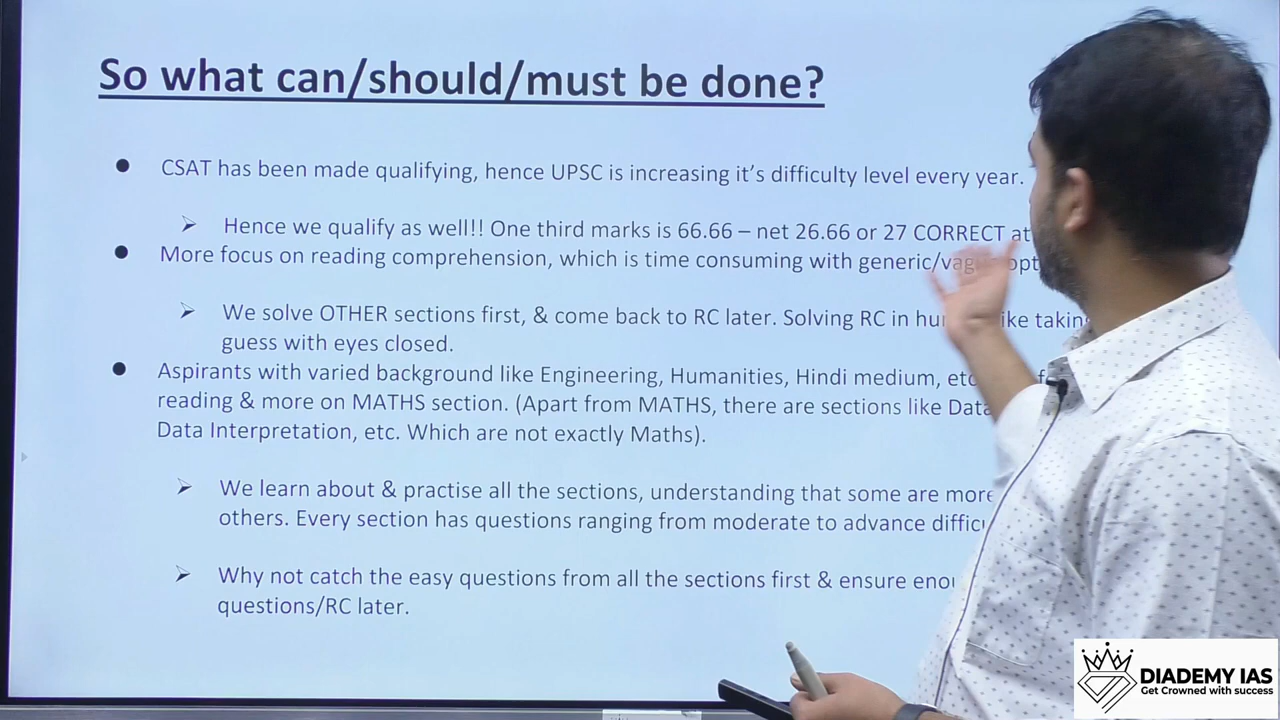 So what can/should/must be done?
● CSAT has been made qualifying, hence UPSC is increasing it's difficulty level every year.
➢ Hence we qualify as well!! One third marks is 66.66 – net 26.66 or 27 CORRECT at
● More focus on reading comprehension, which is time consuming with generic/vague
➢ We solve OTHER sections first, & come back to RC later. Solving RC in
guess with eyes closed.
● Aspirants with varied background like Engineering, Humanities, Hindi medium,
reading & more on MATHS section. (Apart from MATHS, there are sections like Data
Data Interpretation, etc. Which are not exactly Maths).
➢ We learn about & practise all the sections, understanding that some are more
others. Every section has questions ranging from moderate to advance
➢ Why not catch the easy questions from all the sections first & ensure
questions/RC later.
DIADEMY IAS
Get Crowned with success